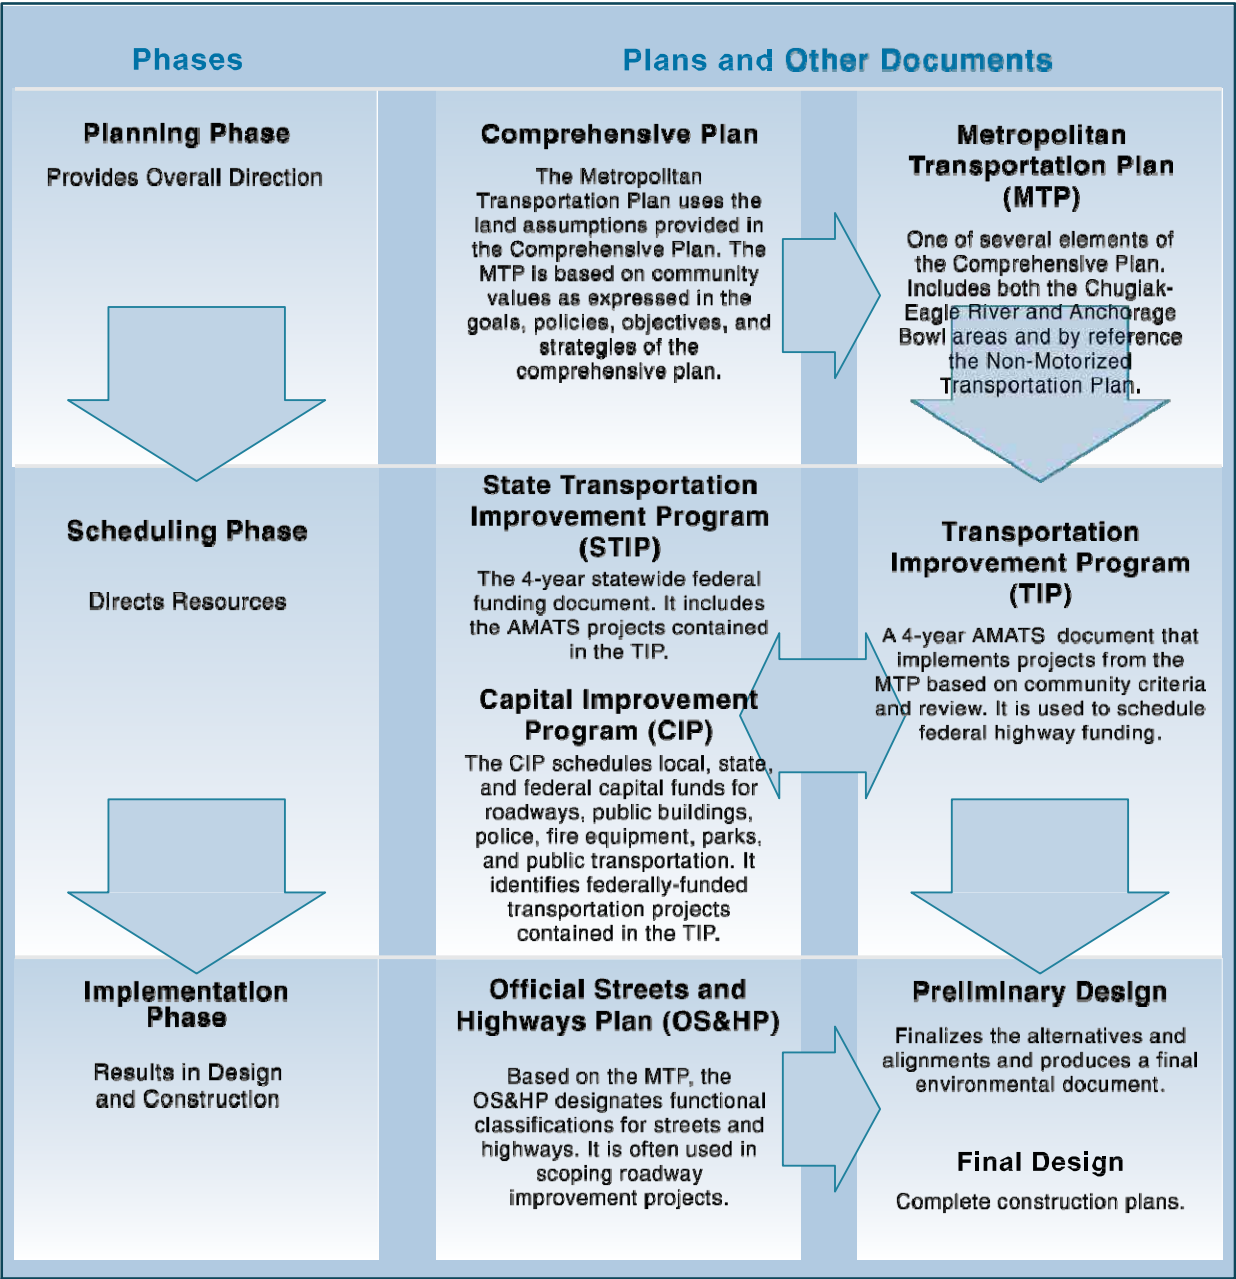 Phases
Plans and Other Documents
Planning Phase
Provides Overall Direction
Comprehensive Plan
The Metropolitan
Transportation Plan uses the
land assumptions provided in
the Comprehensive Plan. The
MTP is based on community
values as expressed in the
goals, policies, objectives, and
strategies of the
comprehensive plan.
Metropolitan
Transportation Plan
(MTP)
One of several elements of
the Comprehensive Plan.
Includes both the Chugiak-
Eagle River and Anchorage
Bowl areas and by reference
the Non-Motorized
Transportation Plan.
Scheduling Phase
Directs Resources
State Transportation
Improvement Program
(STIP)
The 4-year statewide federal
funding document. It includes
the AMATS projects contained
in the TIP.
Capital Improvement
Program (CIP)
The CIP schedules local, state,
and federal capital funds for
roadways, public buildings,
police, fire equipment, parks,
and public transportation. It
identifies federally-funded
transportation projects
contained in the TIP.
Transportation
Improvement Program
(TIP)
A 4-year AMATS document that
implements projects from the
MTP based on community criteria
and review. It is used to schedule
federal highway funding.
Implementation
Phase
Results in Design
and Construction
Official Streets and
Highways Plan (OS&HP)
Based on the MTP, the
OS&HP designates functional
classifications for streets and
highways. It is often used in
scoping roadway
improvement projects.
Preliminary Design
Finalizes the alternatives and
alignments and produces a final
environmental document.
Final Design
Complete construction plans.